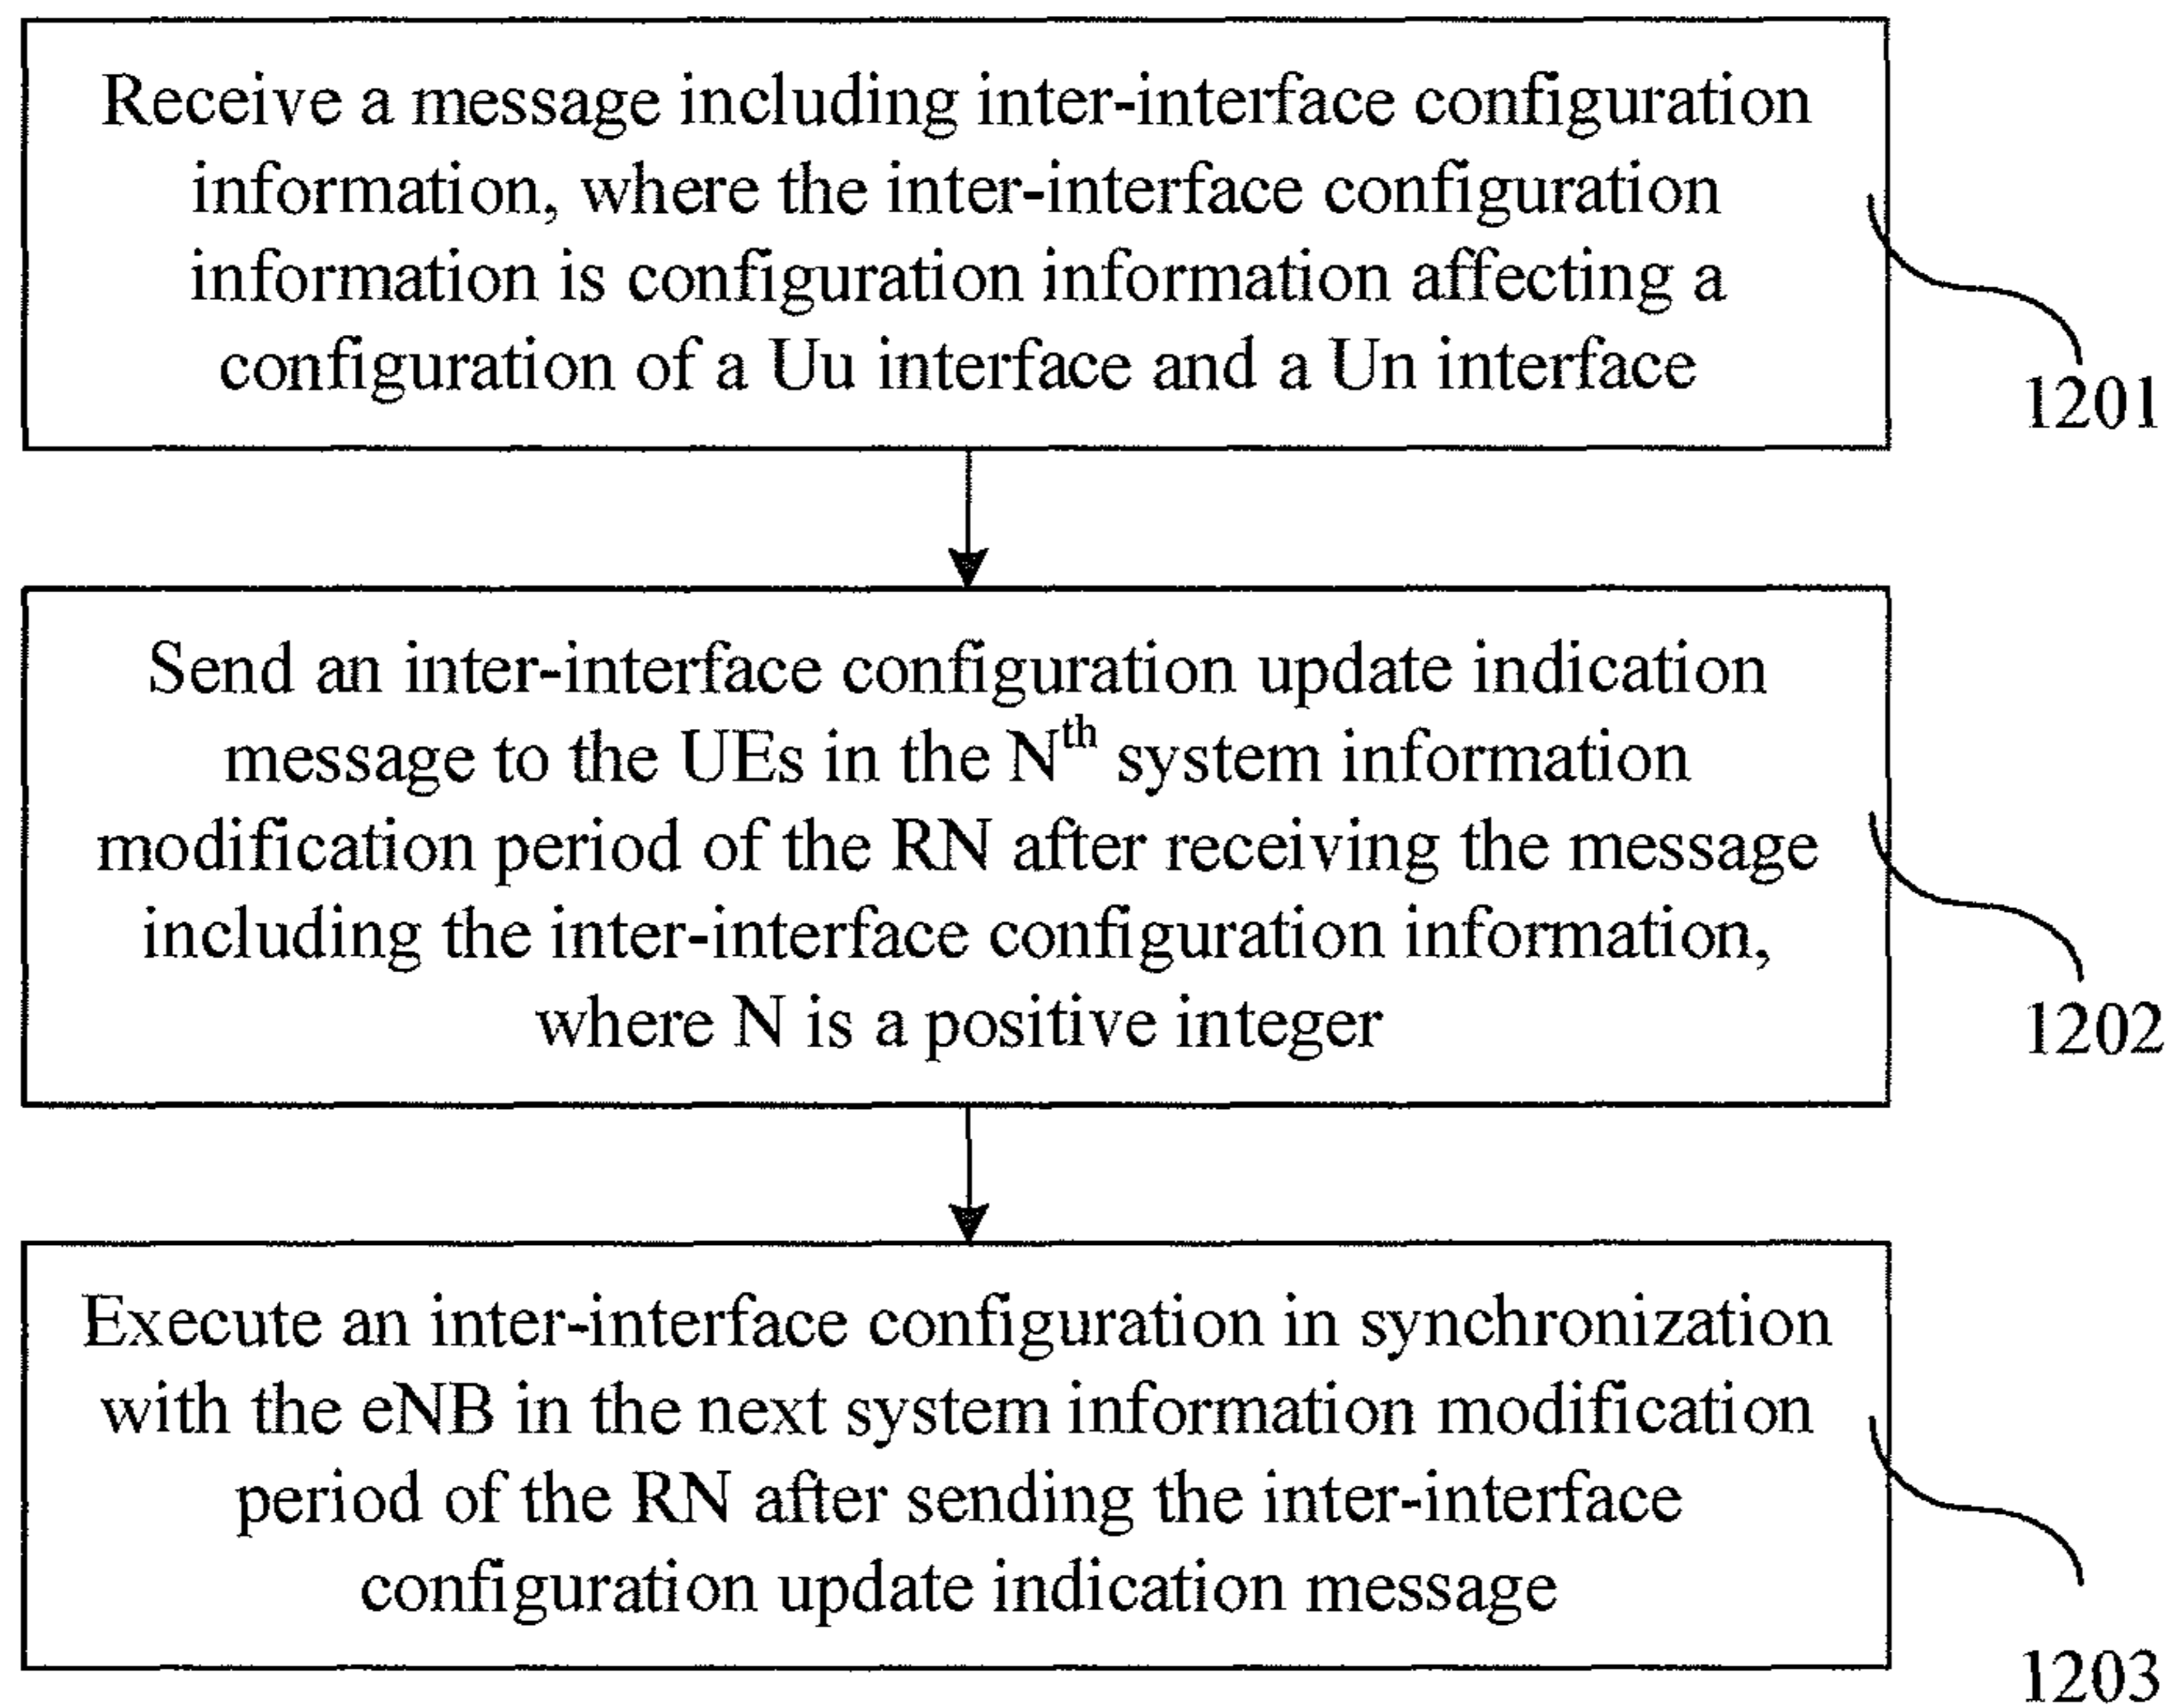 Receive a message including inter-interface configuration
information, where the inter-interface configuration
information is configuration information affecting a
configuration of a Uu interface and a Un interface
1201
Send an inter-interface configuration update indication
message to the UEs in the Nth system information
modification period of the RN after receiving the message
including the inter-interface configuration information,
where N is a positive integer
1202
Execute an inter-interface configuration in synchronization
with the eNB in the next system information modification
period of the RN after sending the inter-interface
configuration update indication message
1203